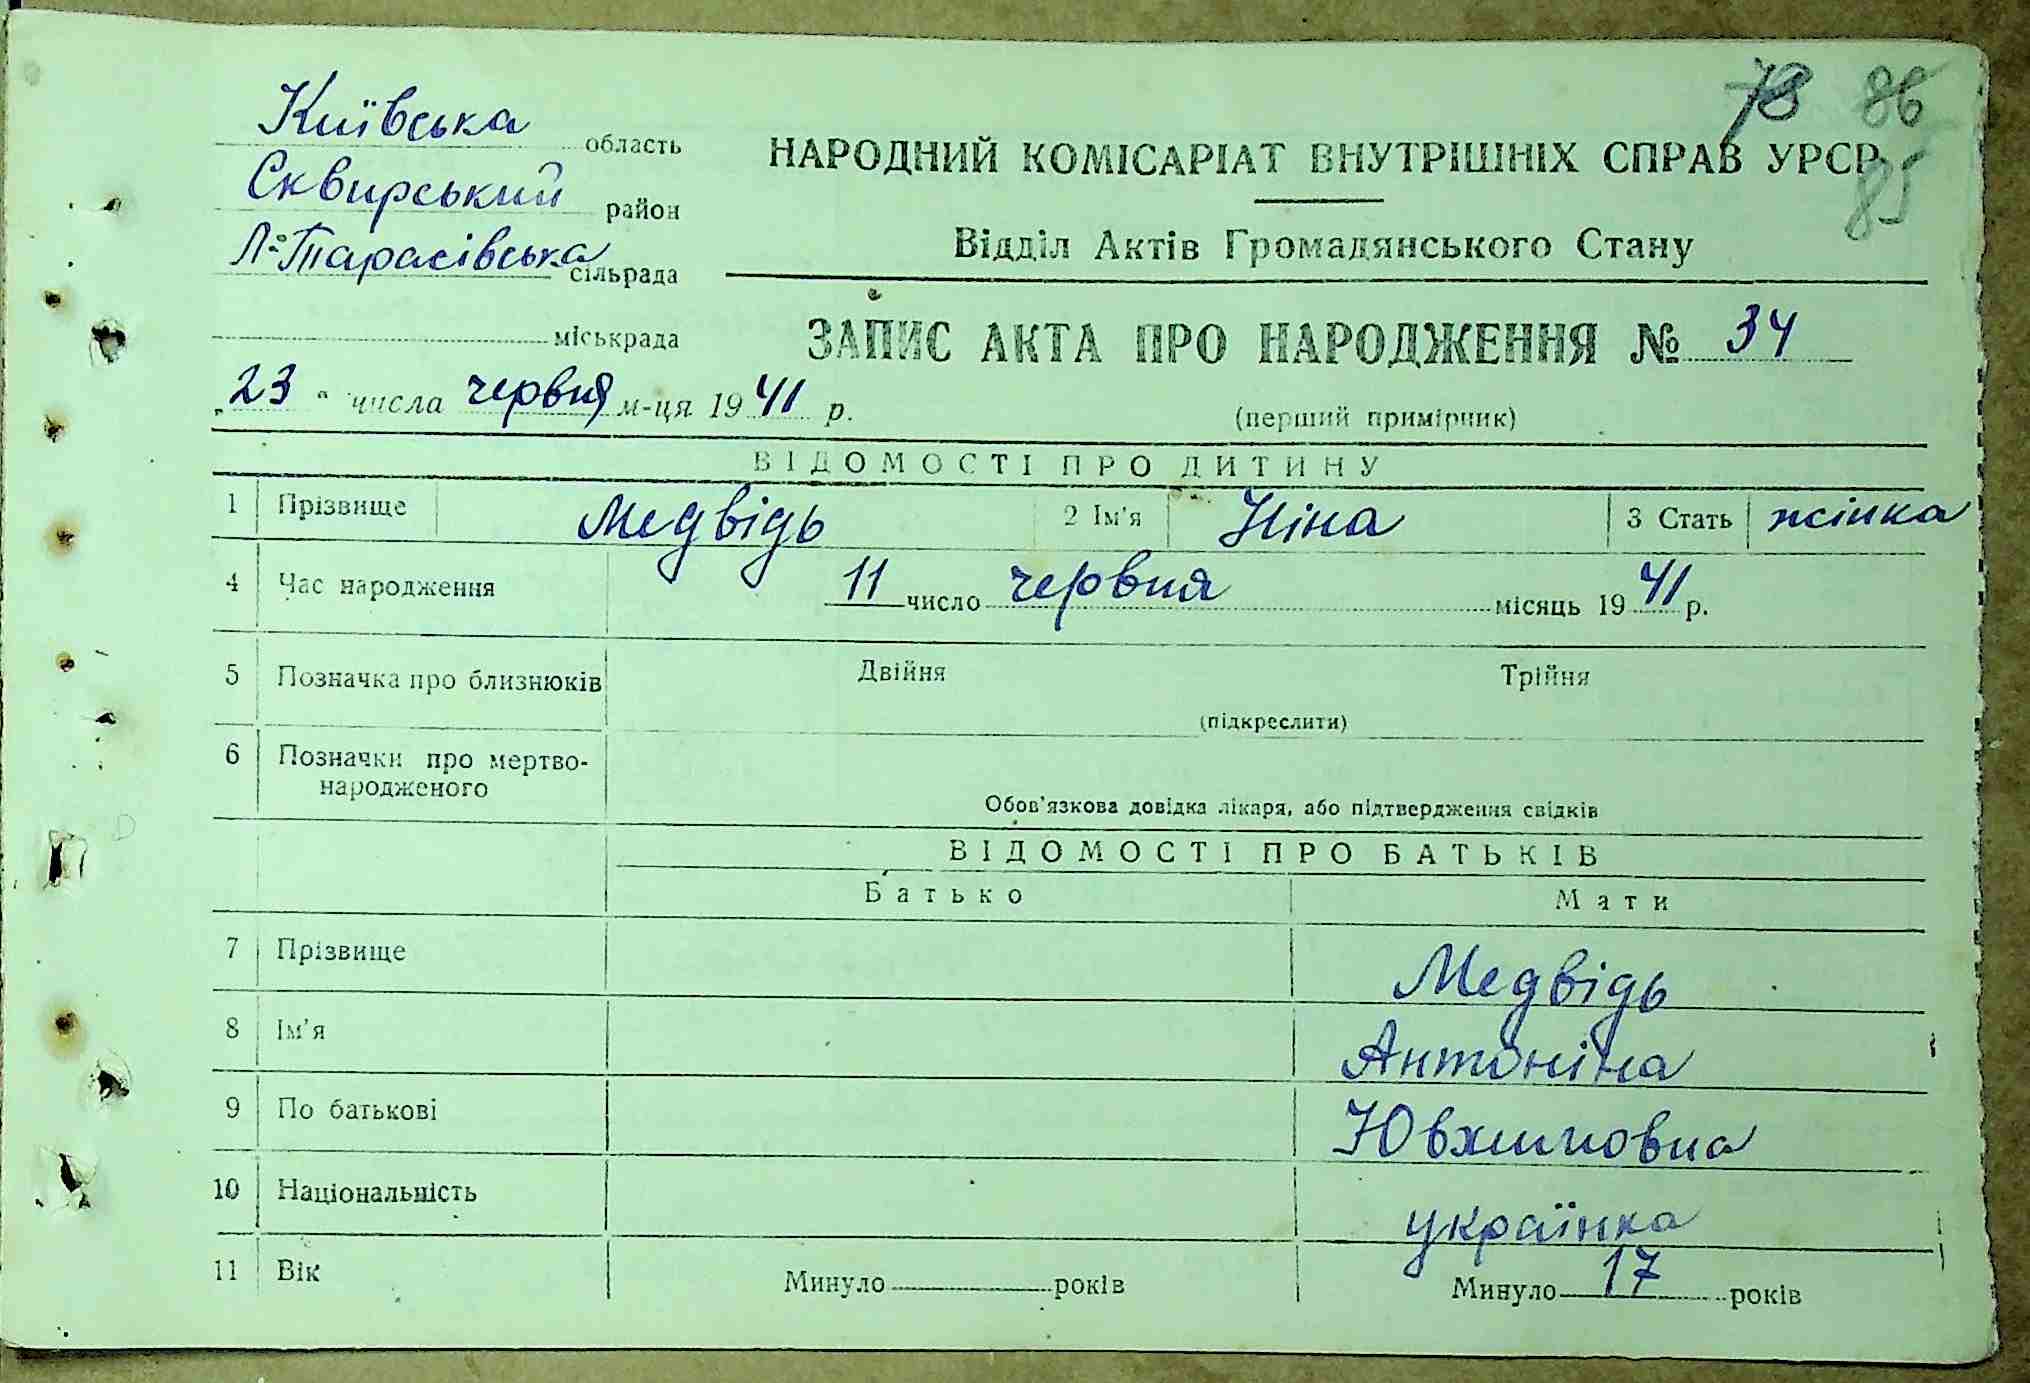 78 86
85
Київська область
Сквирський район
Л-Тарасівська сільрада
міськрада
НАРОДНИЙ КОМІСАРІАТ ВНУТРІШНІХ СПРАВ УРСР
Відділ Актів Громадянського Стану
ЗАПИС АКТА ПРО НАРОДЖЕННЯ № 34
„23" числа червня м-ця 1941 р.
(перший примірник)
ВІДОМОСТІ ПРО ДИТИНУ
1 Прізвище Медвідь 2 Ім'я Ніна 3 Стать жінка
4 Час народження 11 число червня місяць 1941 р.
5 Позначка про близнюків Двійня Трійня
(підкреслити)
6 Позначки про мертво-
народженого
Обов'язкова довідка лікаря, або підтвердження свідків
ВІДОМОСТІ ПРО БАТЬКІВ
Батько Мати
7 Прізвище Медвідь
8 Ім'я Антоніна
9 По батькові Ювхимовна
10 Національність українка
11 Вік Минуло років Минуло 17 років